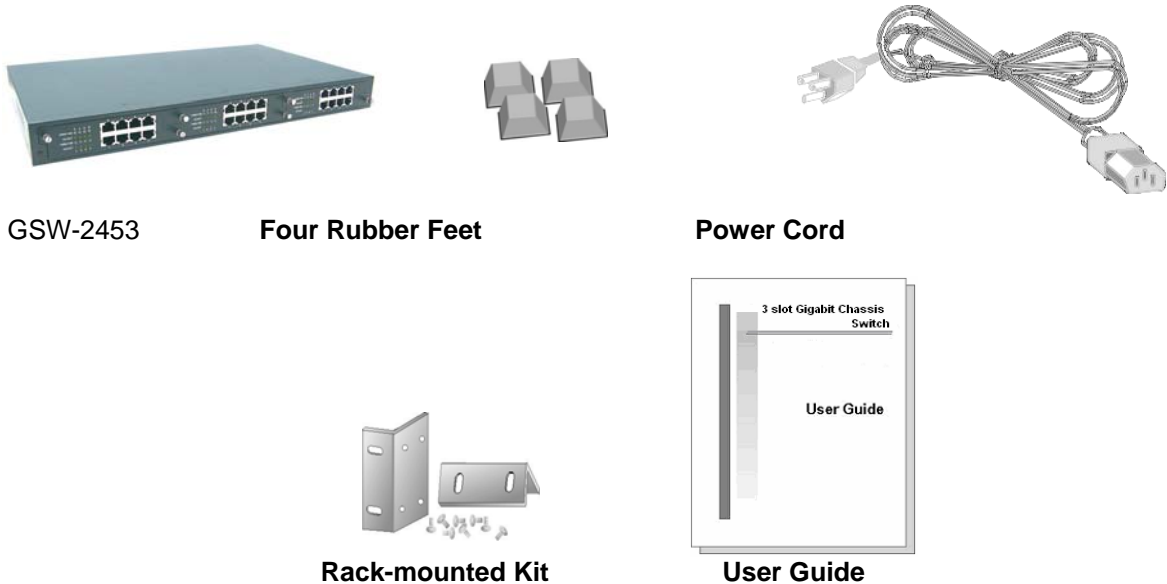 GSW-2453 Four Rubber Feet Power Cord
3 slot Gigabit Chassis
Switch
User Guide
Rack-mounted Kit User Guide